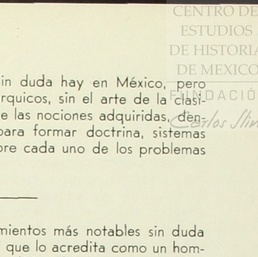 CENTRO DE
ESTUDIOS
DE HISTORIA
DE MEXICO
FUNDACIÓN
Carlos Slim
in duda hay en México, pero
rquicos, sin el arte de la clasi-
e las nociones adquiridas, den-
para formar doctrina, sistemas
bre cada uno de los problemas
mientos más notables sin duda
que lo acredita como un hom-